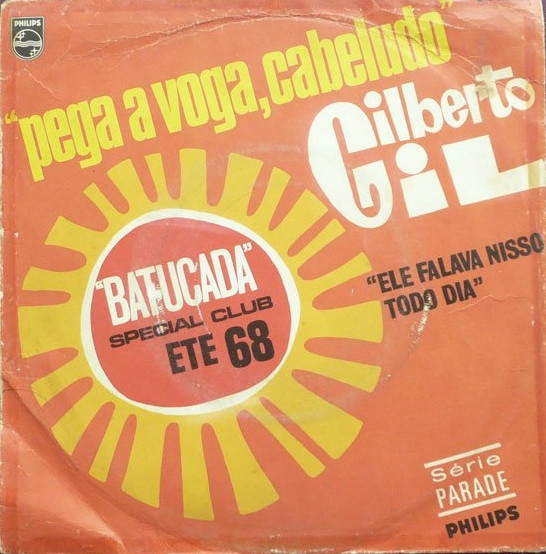 PHILIPS
"pega a voga, cabeludo"
Gilberto
GiL
"BATUCADA"
SPECIAL CLUB
ETE 68
"ELE FALAVA NISSO
TODO DIA"
Série
PARADE
PHILIPS